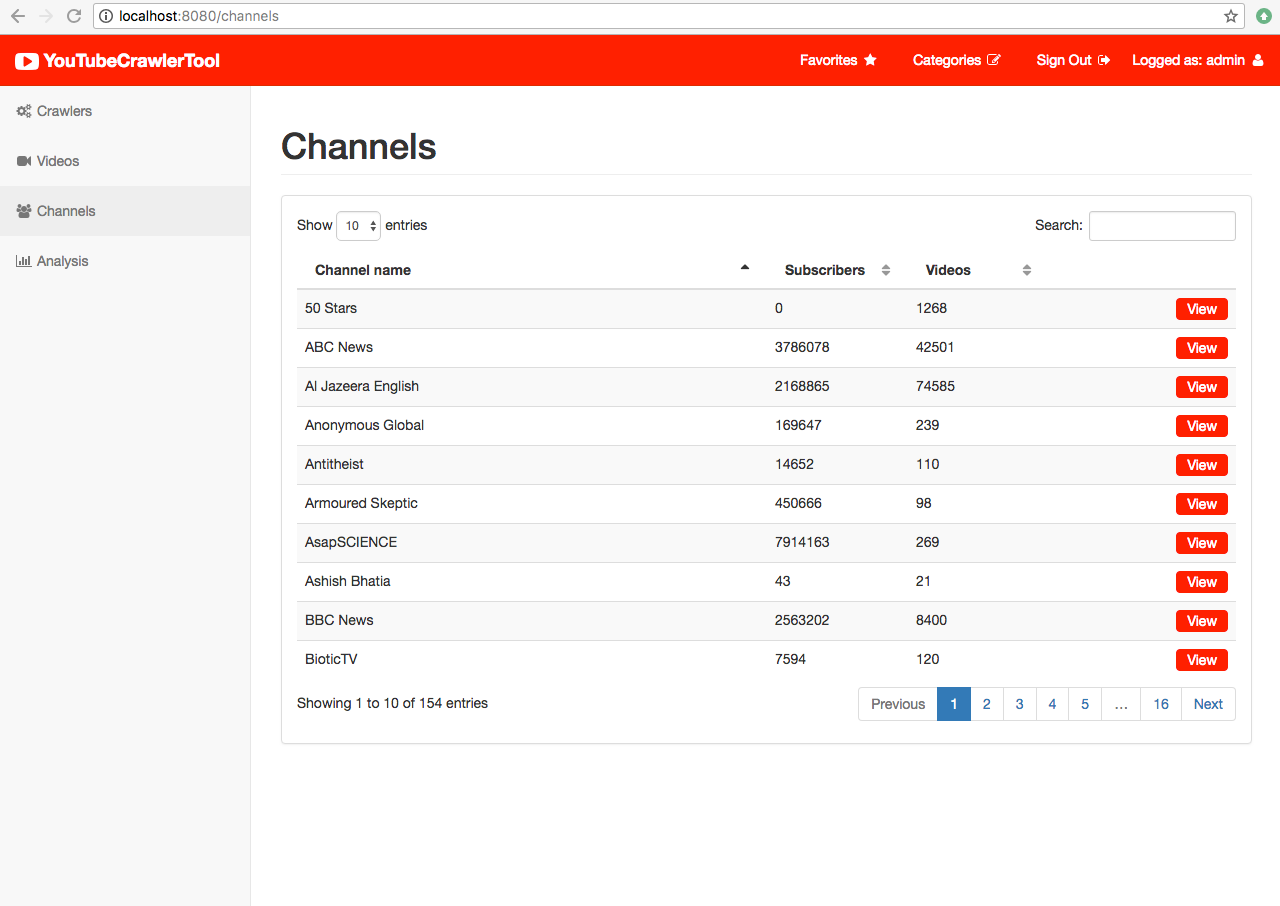 localhost:8080/channels
YouTubeCrawlerTool
Favorites
Categories
Sign Out
Logged as: admin
Crawlers
Videos
Channels
Analysis
Channels
Show 10 entries
Search:
Channel name Subscribers Videos
50 Stars 0 1268 View
ABC News 3786078 42501 View
Al Jazeera English 2168865 74585 View
Anonymous Global 169647 239 View
Antitheist 14652 110 View
Armoured Skeptic 450666 98 View
AsapSCIENCE 7914163 269 View
Ashish Bhatia 43 21 View
BBC News 2563202 8400 View
BioticTV 7594 120 View
Showing 1 to 10 of 154 entries
Previous 1 2 3 4 5 … 16 Next